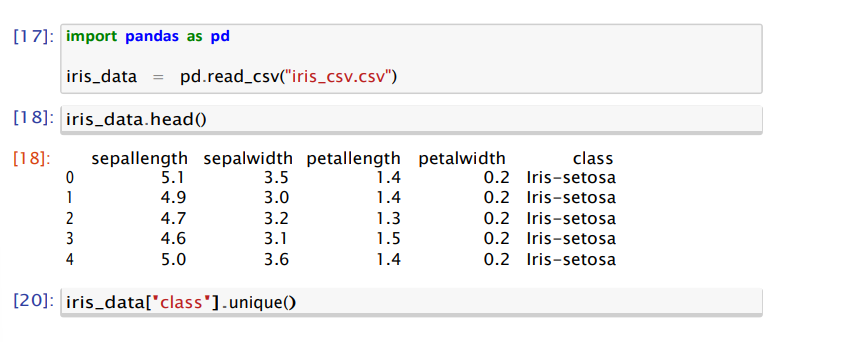 [17]: import pandas as pd
iris_data = pd.read_csv("iris_csv.csv")
[18]: iris_data.head()
[18]: sepallength sepalwidth petallength petalwidth class
0 5.1 3.5 1.4 0.2 Iris-setosa
1 4.9 3.0 1.4 0.2 Iris-setosa
2 4.7 3.2 1.3 0.2 Iris-setosa
3 4.6 3.1 1.5 0.2 Iris-setosa
4 5.0 3.6 1.4 0.2 Iris-setosa
[20]: iris_data["class"].unique()